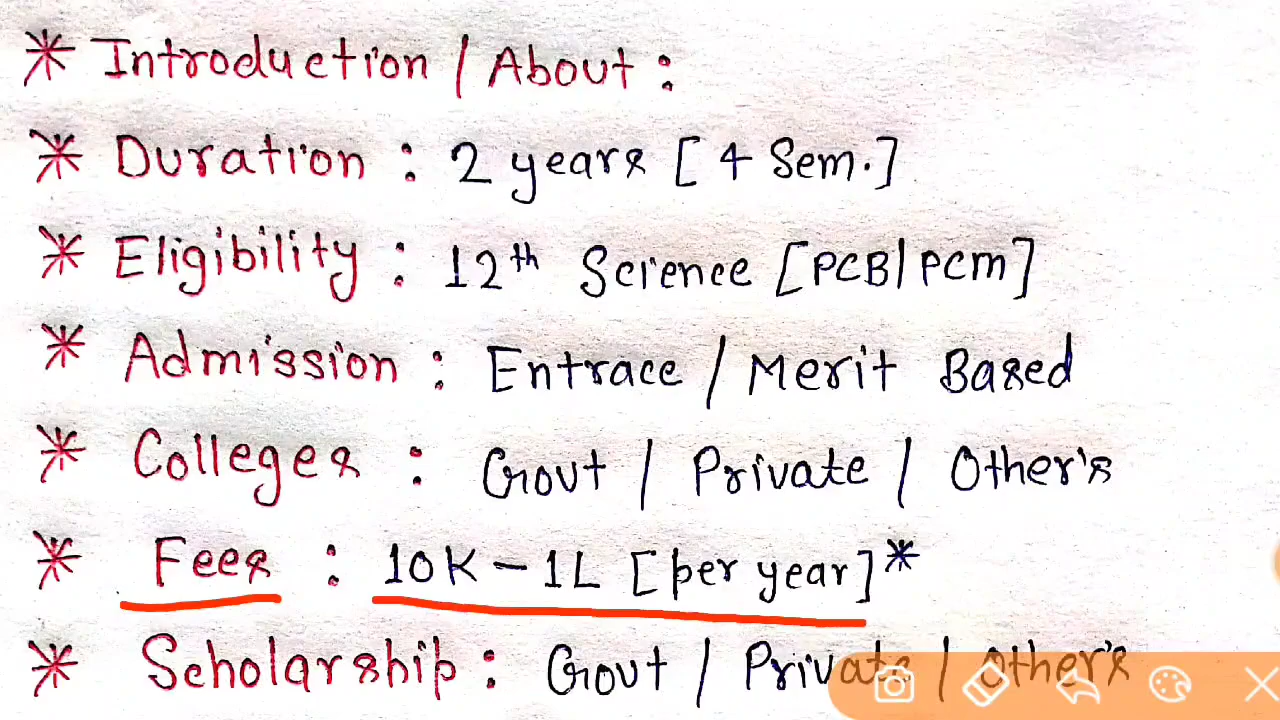 * Introduction / About :
* Duration : 2 years [ 4 Sem.]
* Eligibility : 12th Science [PCB/PCM]
* Admission : Entrace / Merit Based
* Colleges : Govt / Private / Other's
* Fees : 10K - 1L [per year]*
* Scholarship : Govt / Private / Other's